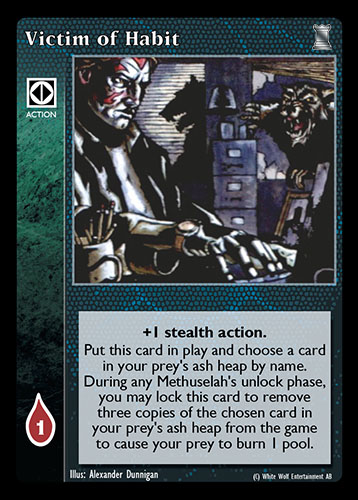 Victim of Habit
ACTION
+1 stealth action.
Put this card in play and choose a card
in your prey's ash heap by name.
During any Methuselah's unlock phase,
you may lock this card to remove
three copies of the chosen card in
your prey's ash heap from the game
to cause your prey to burn 1 pool.
1
Illus: Alexander Dunnigan
(C) White Wolf Entertainment AB